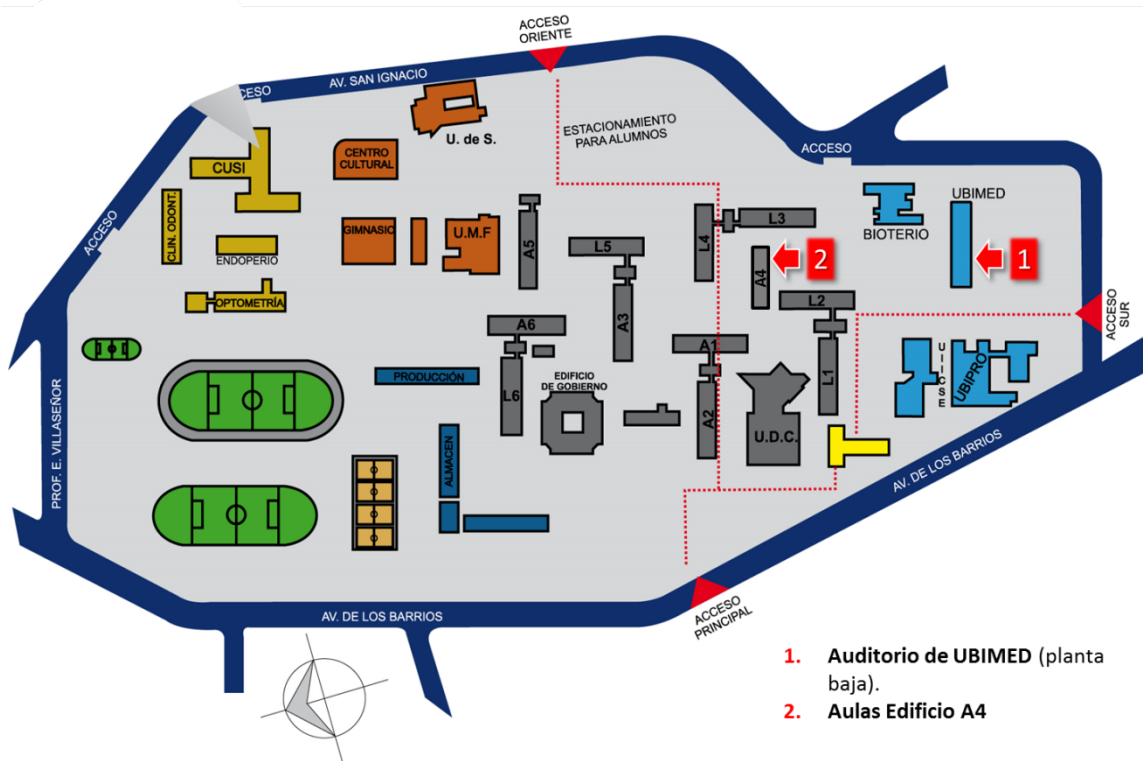 ACCESO
ORIENTE
AV. SAN IGNACIO
CESO
U. de S.
ESTACIONAMIENTO
PARA ALUMNOS
ACCESO
CENTRO
CULTURAL
CUSI
CLIN. ODONT.
ACCESO
ENDOPERIO
OPTOMETRÍA
GIMNASIO
U.M.F
A5
L5
A3
L4
L3
A4
2
BIOTERIO
UBIMED
1
L2
L1
ACCESO
SUR
A6
L6
A1
A2
PRODUCCIÓN
EDIFICIO
DE GOBIERNO
U.D.C.
UIICSE
UBIPRO
PROF. E. VILLASEÑOR
ALMACEN
AV. DE LOS BARRIOS
AV. DE LOS BARRIOS
ACCESO
PRINCIPAL
1. Auditorio de UBIMED (planta
baja).
2. Aulas Edificio A4